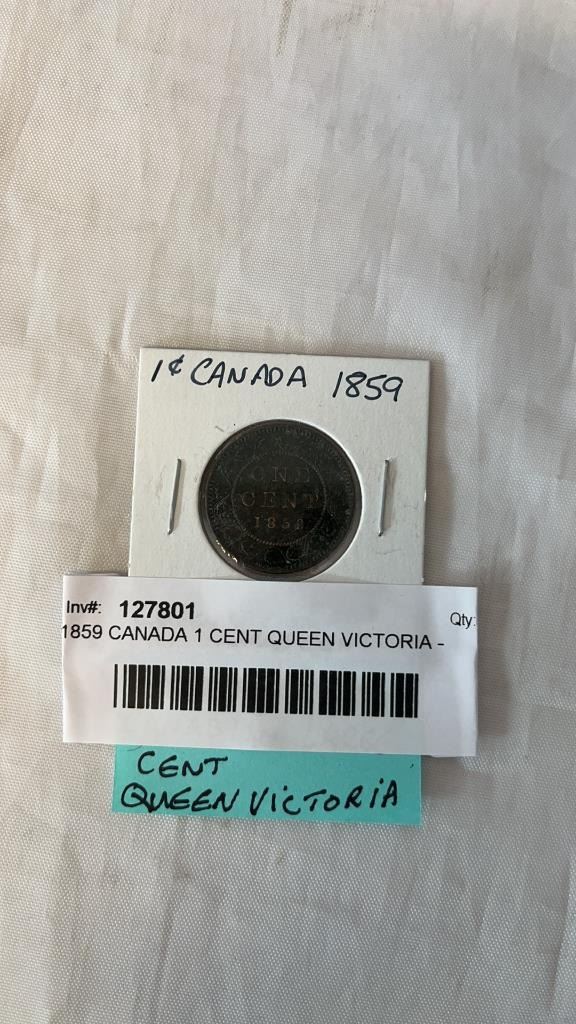 1¢ CANADA 1859
ONE
CENT
Inv#: 127801 Qty:
1859 CANADA 1 CENT QUEEN VICTORIA -
CENT
QUEEN VICTORIA